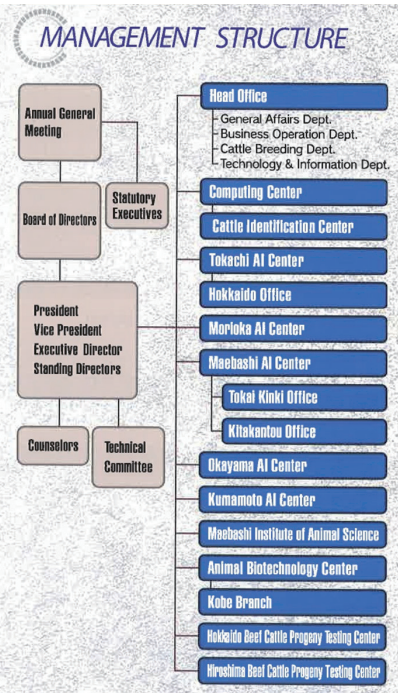 MANAGEMENT STRUCTURE
Annual General
Meeting
Statutory
Executives
Board of Directors
President
Vice President
Executive Director
Standing Directors
Counselors
Technical
Committee
Head Office
General Affairs Dept.
Business Operation Dept.
Cattle Breeding Dept.
Technology & Information Dept.
Computing Center
Cattle Identification Center
Tokachi AI Center
Hokkaido Office
Morioka AI Center
Maebashi AI Center
Tokai Kinki Office
Kitakantou Office
Okayama AI Center
Kumamoto AI Center
Maebashi Institute of Animal Science
Animal Biotechnology Center
Kobe Branch
Hokkaido Beef Cattle Progeny Testing Center
Hiroshima Beef Cattle Progeny Testing Center